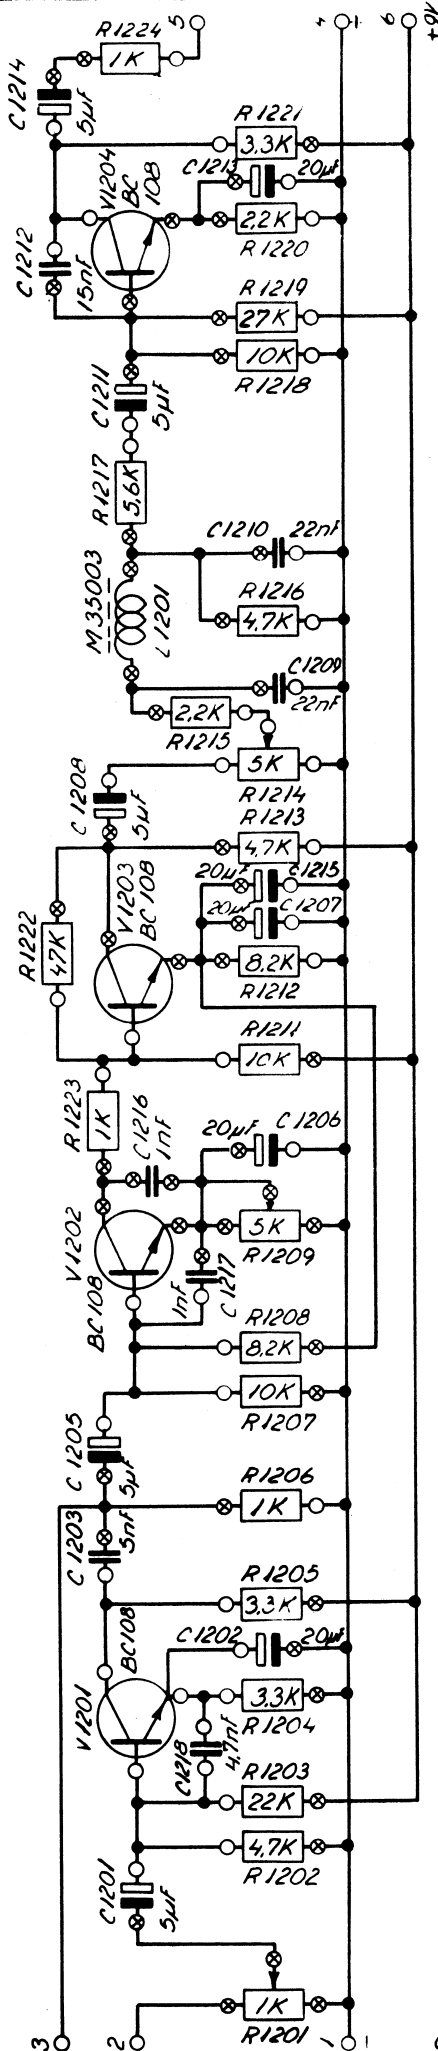 5
4
–
6
+16
R1224
1K
C1214
5µF
R1221
3,3K
C1213
20µF
V1204
BC
108
2,2K
R1220
C1212
15nF
R1219
27K
10K
R1218
C1211
5µF
R1217
5,6K
C1210
22nF
R1216
4,7K
M.35003
L1201
C1209
22nF
2,2K
R1215
5K
R1214
C1208
5µF
R1213
4,7K
R1222
47K
V1203
BC108
20µF
C1215
20µF
C1207
8,2K
R1212
R1211
10K
R1223
1K
C1216
1nF
20µF
C1206
V1202
BC108
5K
R1209
1nF
C1217
R1208
8,2K
10K
R1207
C1205
5µF
R1206
1K
C1203
5nF
R1205
3,3K
BC108
V1201
C1202
20µF
3,3K
R1204
C1218
4,7nF
R1203
22K
4,7K
R1202
C1201
5µF
1K
R1201
3
2
1
–